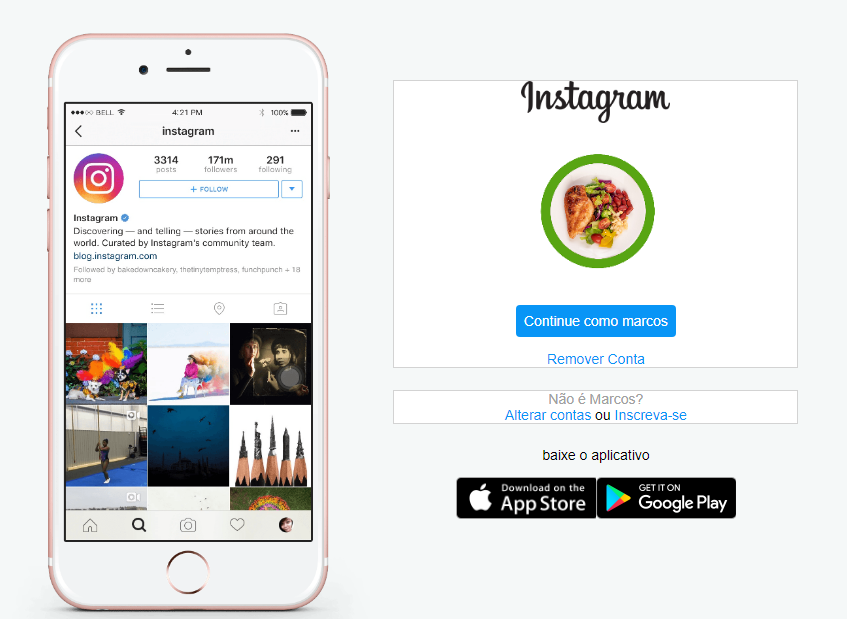 ●●●○○ BELL 4:21 PM 100%
instagram
3314 171m 291
posts followers following
+ FOLLOW
Instagram
Discovering — and telling — stories from around the
world. Curated by Instagram's community team.
blog.instagram.com
Followed by bakedowncakery, thetinytemptress, funchpunch + 18
more
Instagram
Continue como marcos
Remover Conta
Não é Marcos?
Alterar contas ou Inscreva-se
baixe o aplicativo
Download on the
App Store
GET IT ON
Google Play